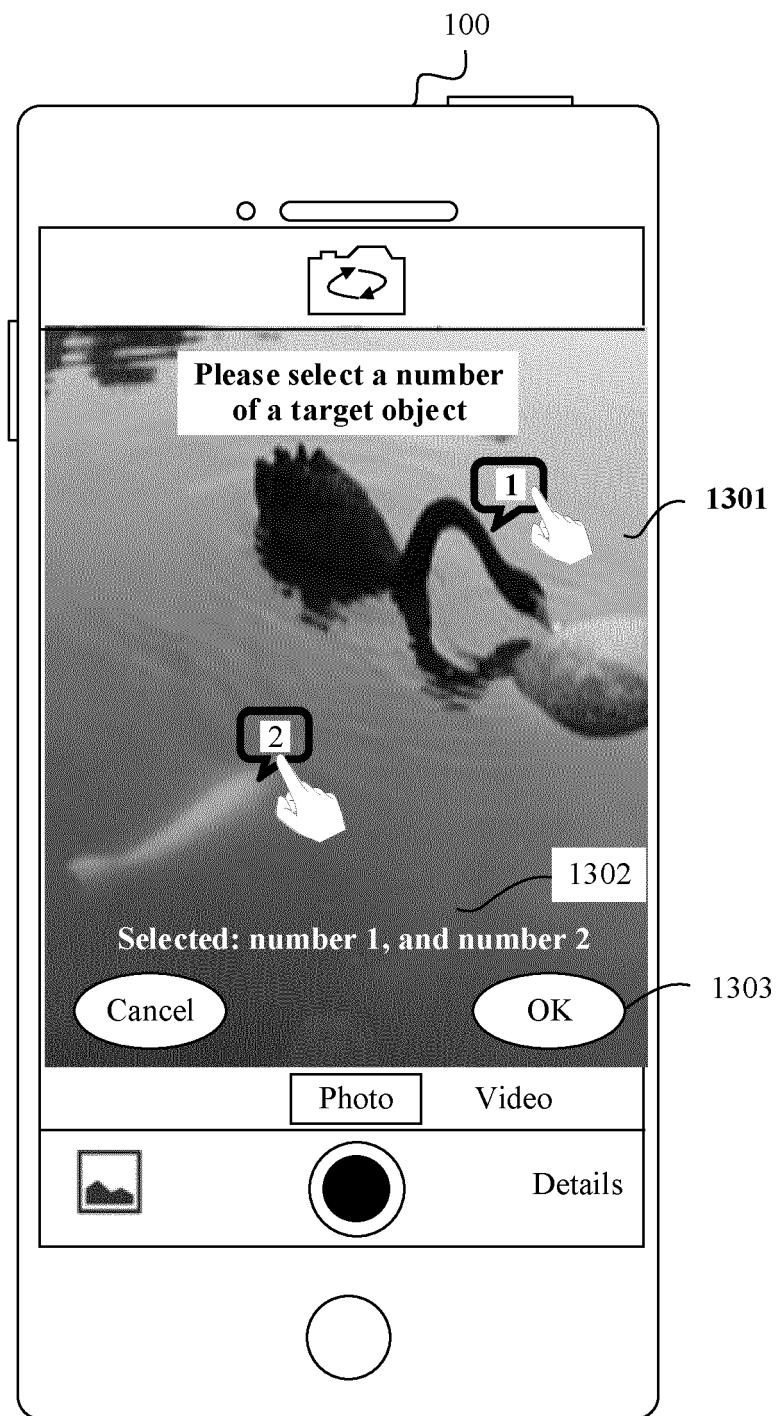 100
Please select a number
of a target object
1
1301
2
1302
Selected: number 1, and number 2
Cancel
OK
1303
Photo
Video
Details